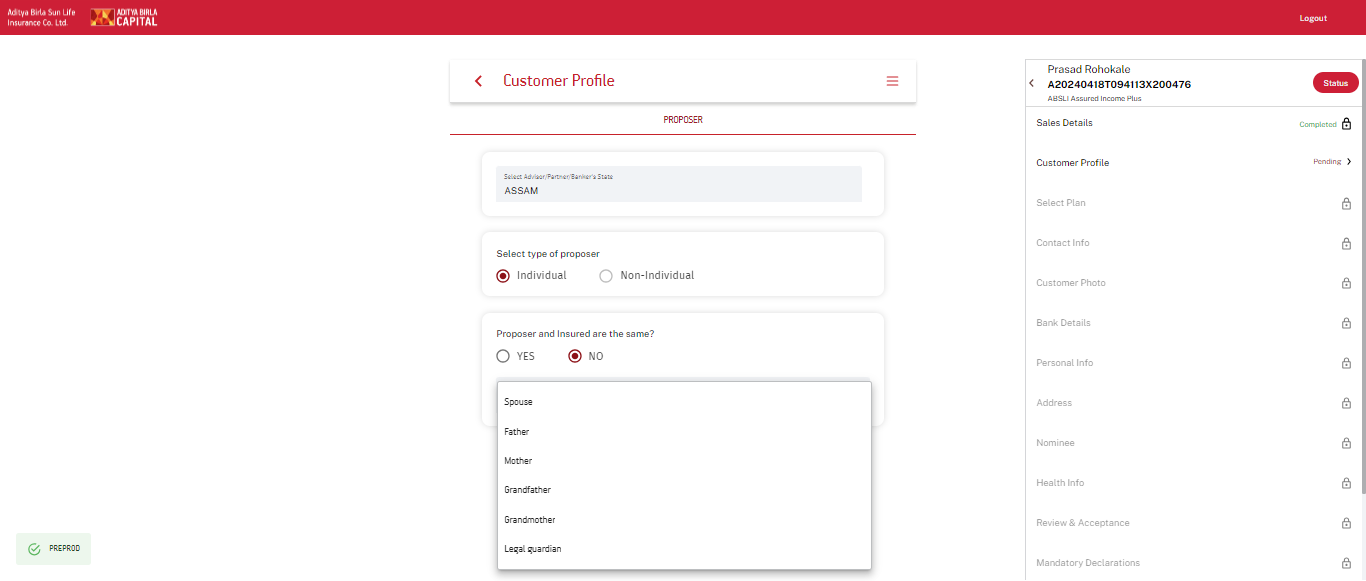 Aditya Birla Sun Life
Insurance Co. Ltd.
ADITYA BIRLA
CAPITAL
Logout
Customer Profile
PROPOSER
Select Advisor/Partner/Banker's State
ASSAM
Select type of proposer
Individual Non-Individual
Proposer and Insured are the same?
YES NO
Spouse
Father
Mother
Grandfather
Grandmother
Legal guardian
PREPROD
Prasad Rohokale
A20240418T094113X200476
ABSLI Assured Income Plus
Status
Sales Details Completed
Customer Profile Pending
Select Plan
Contact Info
Customer Photo
Bank Details
Personal Info
Address
Nominee
Health Info
Review & Acceptance
Mandatory Declarations